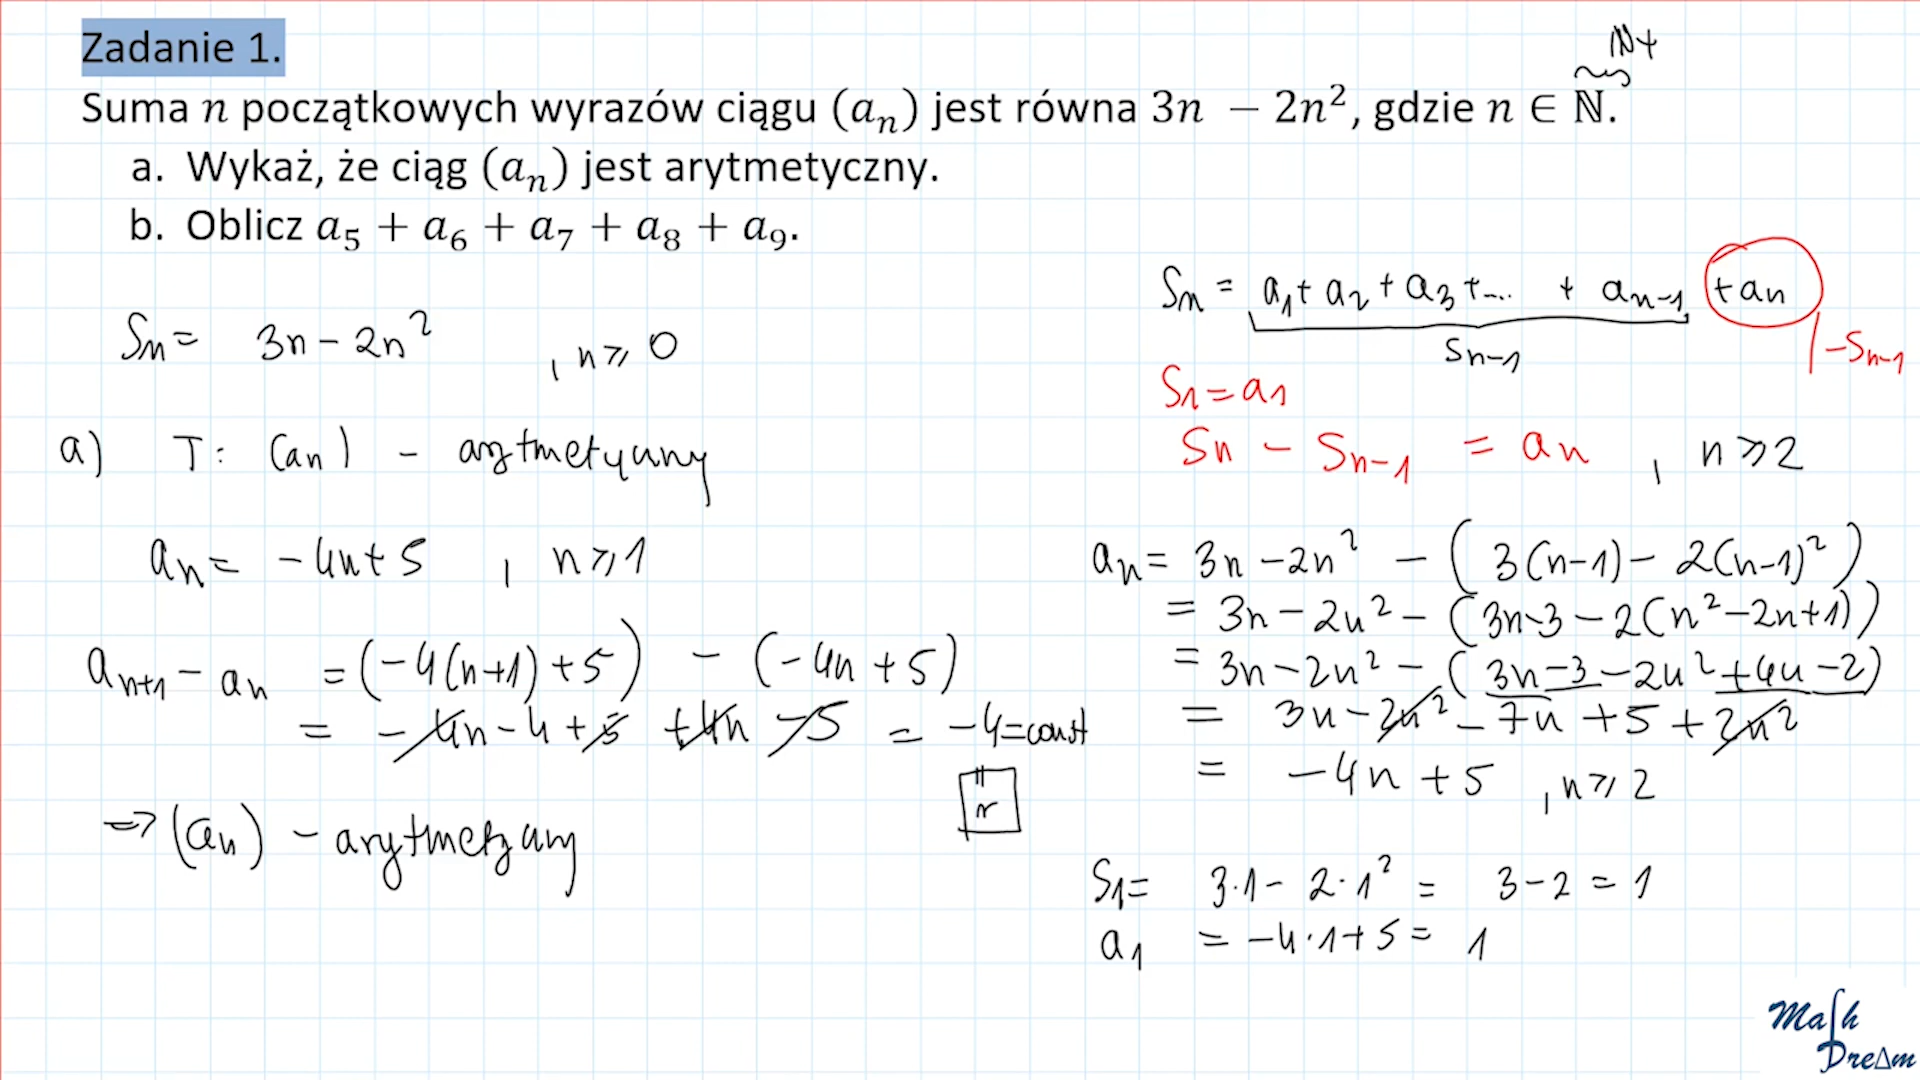 Zadanie 1.
N+
Suma n początkowych wyrazów ciągu (aₙ) jest równa 3n − 2n², gdzie n ∈ ℕ.
a. Wykaż, że ciąg (aₙ) jest arytmetyczny.
b. Oblicz a₅ + a₆ + a₇ + a₈ + a₉.
Sₙ = 3n − 2n² , n ⩾ 0
a) T: (aₙ) – arytmetyczny
aₙ = −4n+5 , n ⩾ 1
aₙ₊₁ − aₙ = (−4(n+1)+5) − (−4n+5)
= −4n−4+5 +4n −5 = −4 = const
r
⇒ (aₙ) – arytmetyczny
Sₙ = a₁ + a₂ + a₃ + ... + aₙ₋₁ + aₙ
Sₙ₋₁
|−Sₙ₋₁
S₁ = a₁
Sₙ − Sₙ₋₁ = aₙ , n ⩾ 2
aₙ = 3n − 2n² − (3(n−1) − 2(n−1)²)
= 3n − 2n² − (3n−3 − 2(n²−2n+1))
= 3n − 2n² − (3n−3−2n²+4n−2)
= 3n − 2n² − 7n + 5 + 2n²
= −4n + 5 , n ⩾ 2
S₁ = 3·1 − 2·1² = 3−2 = 1
a₁ = −4·1+5 = 1
Math
Dre∆m